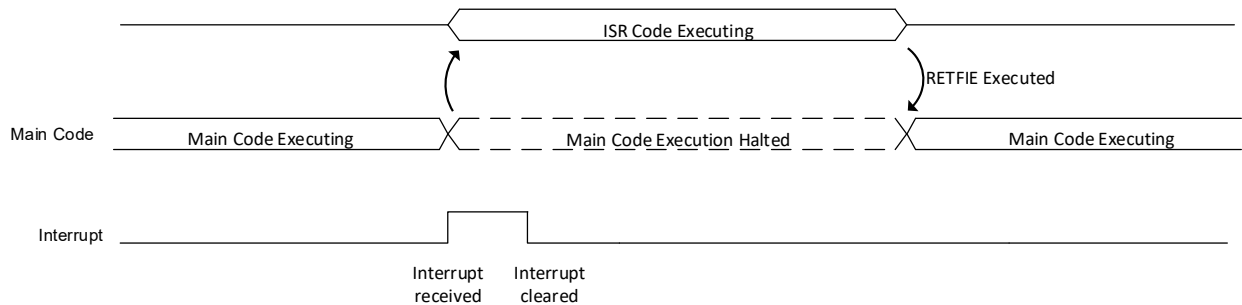 ISR Code Executing
RETFIE Executed
Main Code
Main Code Executing
Main Code Execution Halted
Main Code Executing
Interrupt
Interrupt
received
Interrupt
cleared